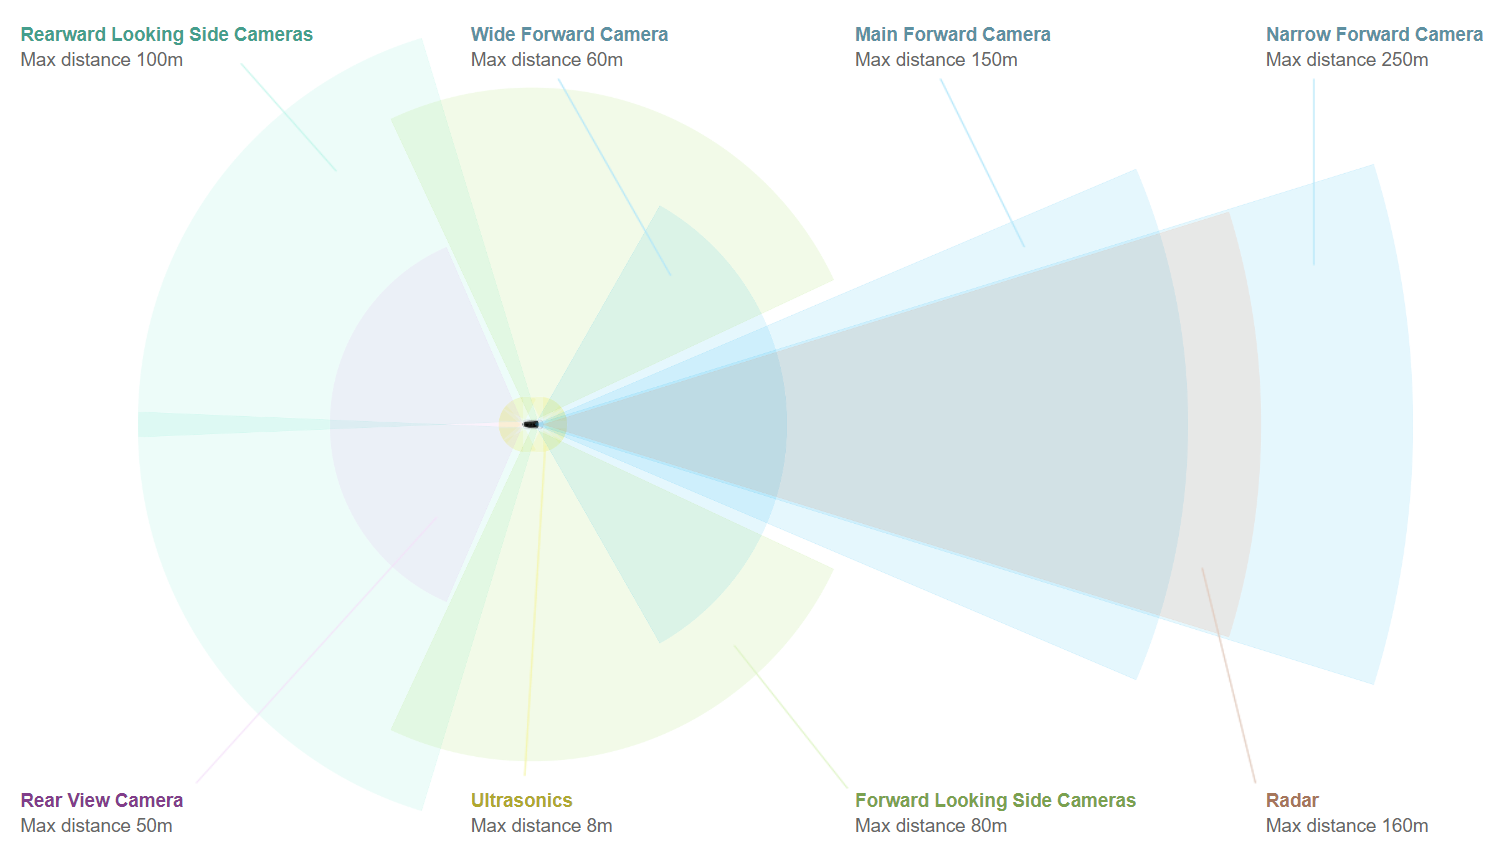 Rearward Looking Side Cameras
Max distance 100m
Wide Forward Camera
Max distance 60m
Main Forward Camera
Max distance 150m
Narrow Forward Camera
Max distance 250m
Rear View Camera
Max distance 50m
Ultrasonics
Max distance 8m
Forward Looking Side Cameras
Max distance 80m
Radar
Max distance 160m